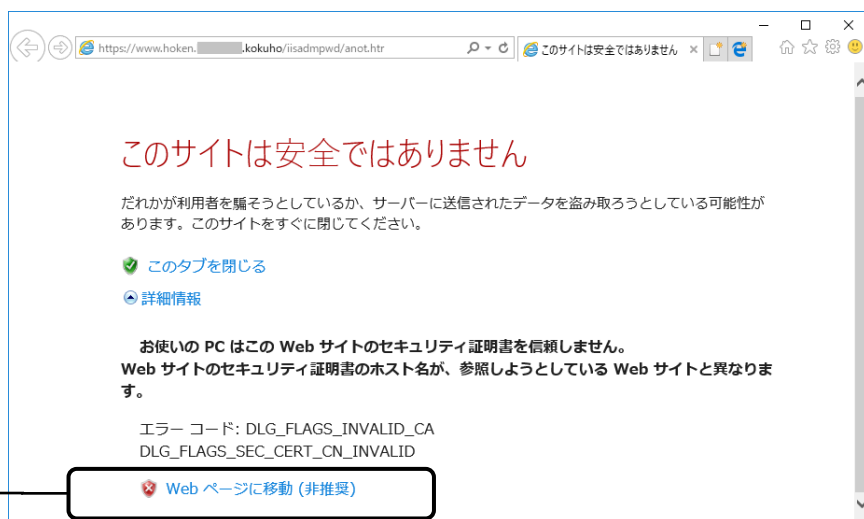 https://www.hoken. .kokuho/iisadmpwd/anot.htr
このサイトは安全ではありません
このサイトは安全ではありません
だれかが利用者を騙そうとしているか、サーバーに送信されたデータを盗み取ろうとしている可能性が
あります。このサイトをすぐに閉じてください。
このタブを閉じる
詳細情報
お使いの PC はこの Web サイトのセキュリティ証明書を信頼しません。
Web サイトのセキュリティ証明書のホスト名が、参照しようとしている Web サイトと異なりま
す。
エラー コード: DLG_FLAGS_INVALID_CA
DLG_FLAGS_SEC_CERT_CN_INVALID
Web ページに移動 (非推奨)